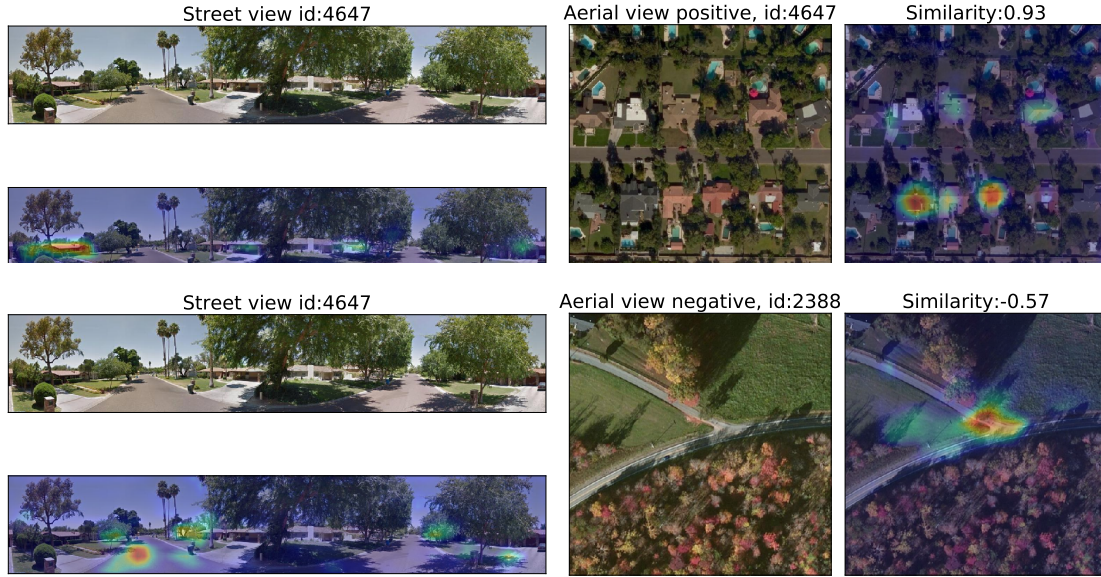 Street view id:4647
Aerial view positive, id:4647
Similarity:0.93
Street view id:4647
Aerial view negative, id:2388
Similarity:-0.57